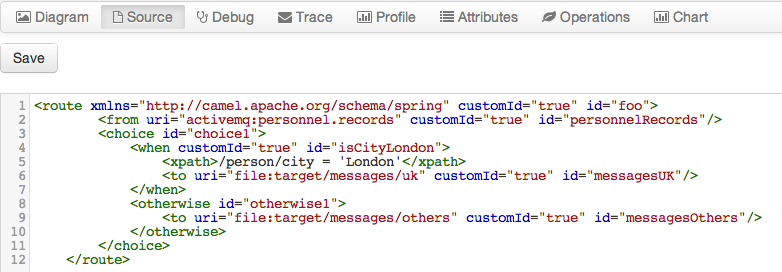 Diagram Source Debug Trace Profile Attributes Operations Chart
Save
1 <route xmlns="http://camel.apache.org/schema/spring" customId="true" id="foo">
2         <from uri="activemq:personnel.records" customId="true" id="personnelRecords"/>
3         <choice id="choice1">
4             <when customId="true" id="isCityLondon">
5                 <xpath>/person/city = 'London'</xpath>
6                 <to uri="file:target/messages/uk" customId="true" id="messagesUK"/>
7             </when>
8             <otherwise id="otherwise1">
9                 <to uri="file:target/messages/others" customId="true" id="messagesOthers"/>
10             </otherwise>
11         </choice>
12     </route>